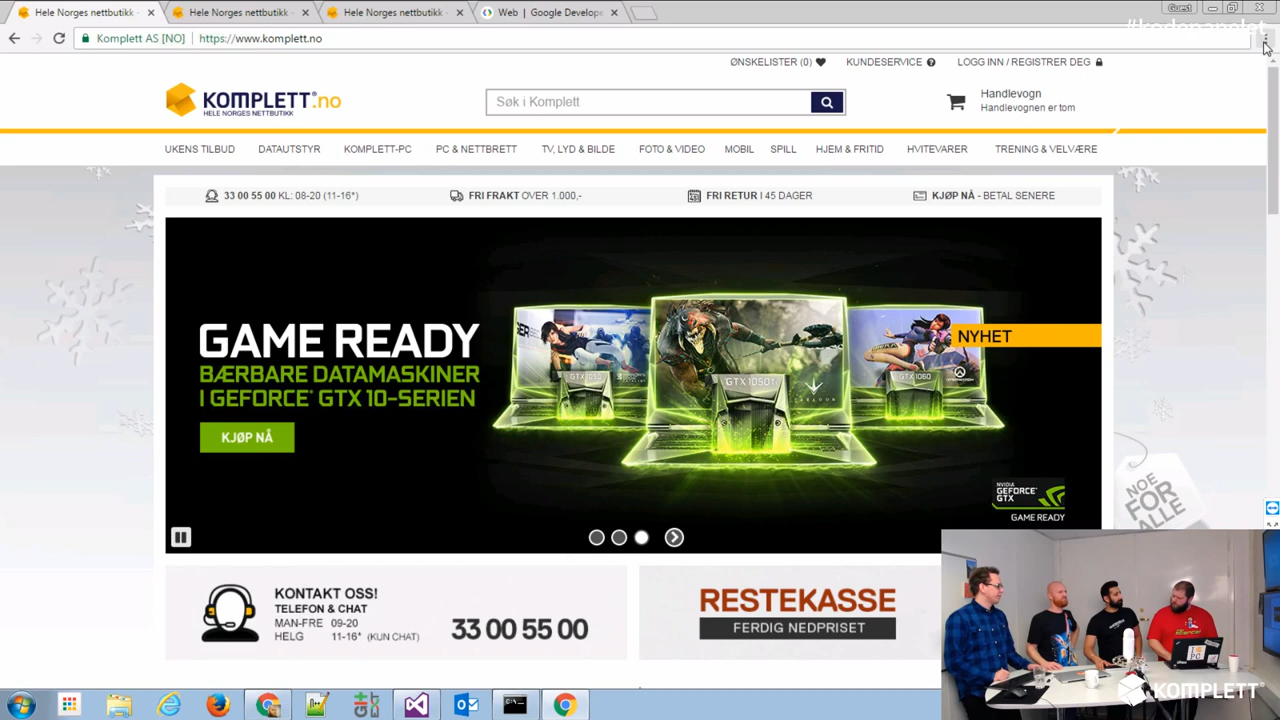 Hele Norges nettbutikk -
Hele Norges nettbutikk -
Hele Norges nettbutikk -
Web | Google Develope
Guest
Komplett AS [NO]
https://www.komplett.no
ØNSKELISTER (0)
KUNDESERVICE
LOGG INN / REGISTRER DEG
KOMPLETT.no
HELE NORGES NETTBUTIKK
Søk i Komplett
Handlevogn
Handlevognen er tom
UKENS TILBUD
DATAUTSTYR
KOMPLETT-PC
PC & NETTBRETT
TV, LYD & BILDE
FOTO & VIDEO
MOBIL
SPILL
HJEM & FRITID
HVITEVARER
TRENING & VELVÆRE
33 00 55 00 KL: 08-20 (11-16*)
FRI FRAKT OVER 1.000,-
FRI RETUR I 45 DAGER
KJØP NÅ - BETAL SENERE
GAME READY
BÆRBARE DATAMASKINER
I GEFORCE® GTX 10-SERIEN
KJØP NÅ
GTX 1050
GTX 1050Ti
GTX 1060
NYHET
NVIDIA
GEFORCE
GTX
GAME READY
NOE
FOR
ALLE
KONTAKT OSS!
TELEFON & CHAT
MAN-FRE 09-20
HELG 11-16* (KUN CHAT)
33 00 55 00
RESTEKASSE
FERDIG NEDPRISET
KOMPLETT®